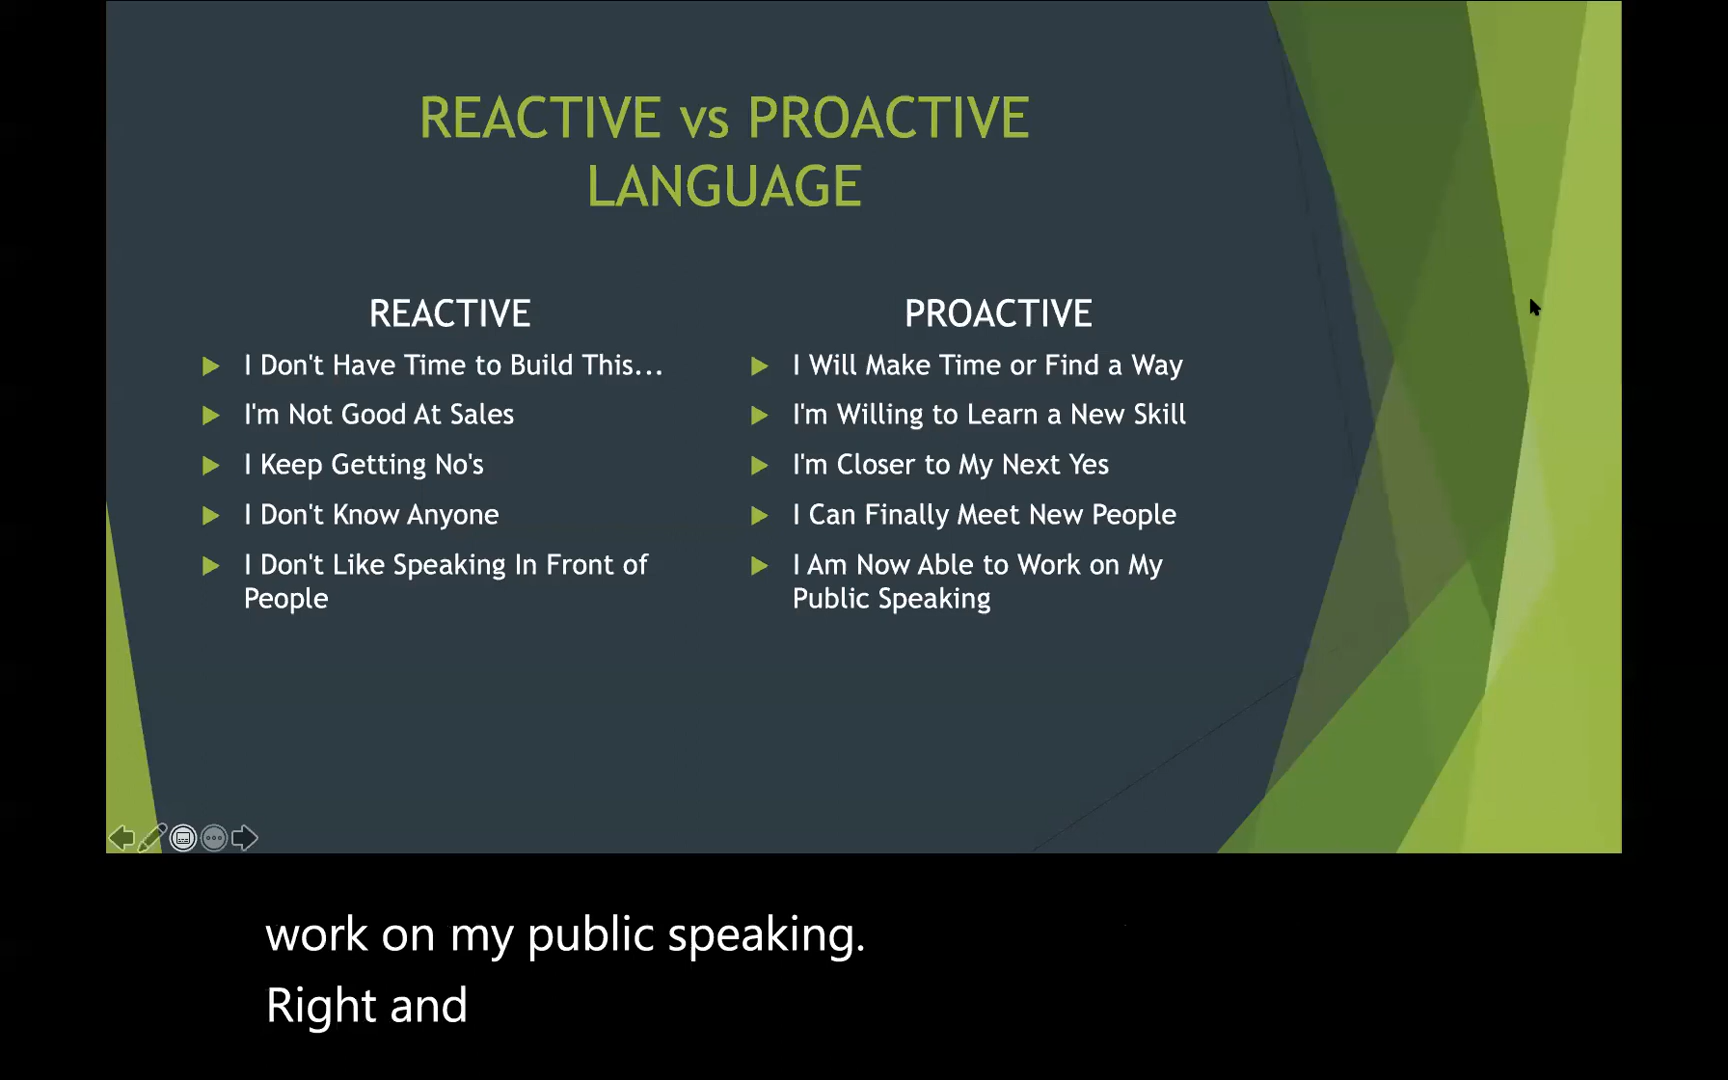 REACTIVE vs PROACTIVE
LANGUAGE
REACTIVE
I Don't Have Time to Build This...
I'm Not Good At Sales
I Keep Getting No's
I Don't Know Anyone
I Don't Like Speaking In Front of
People
PROACTIVE
I Will Make Time or Find a Way
I'm Willing to Learn a New Skill
I'm Closer to My Next Yes
I Can Finally Meet New People
I Am Now Able to Work on My
Public Speaking
work on my public speaking.
Right and